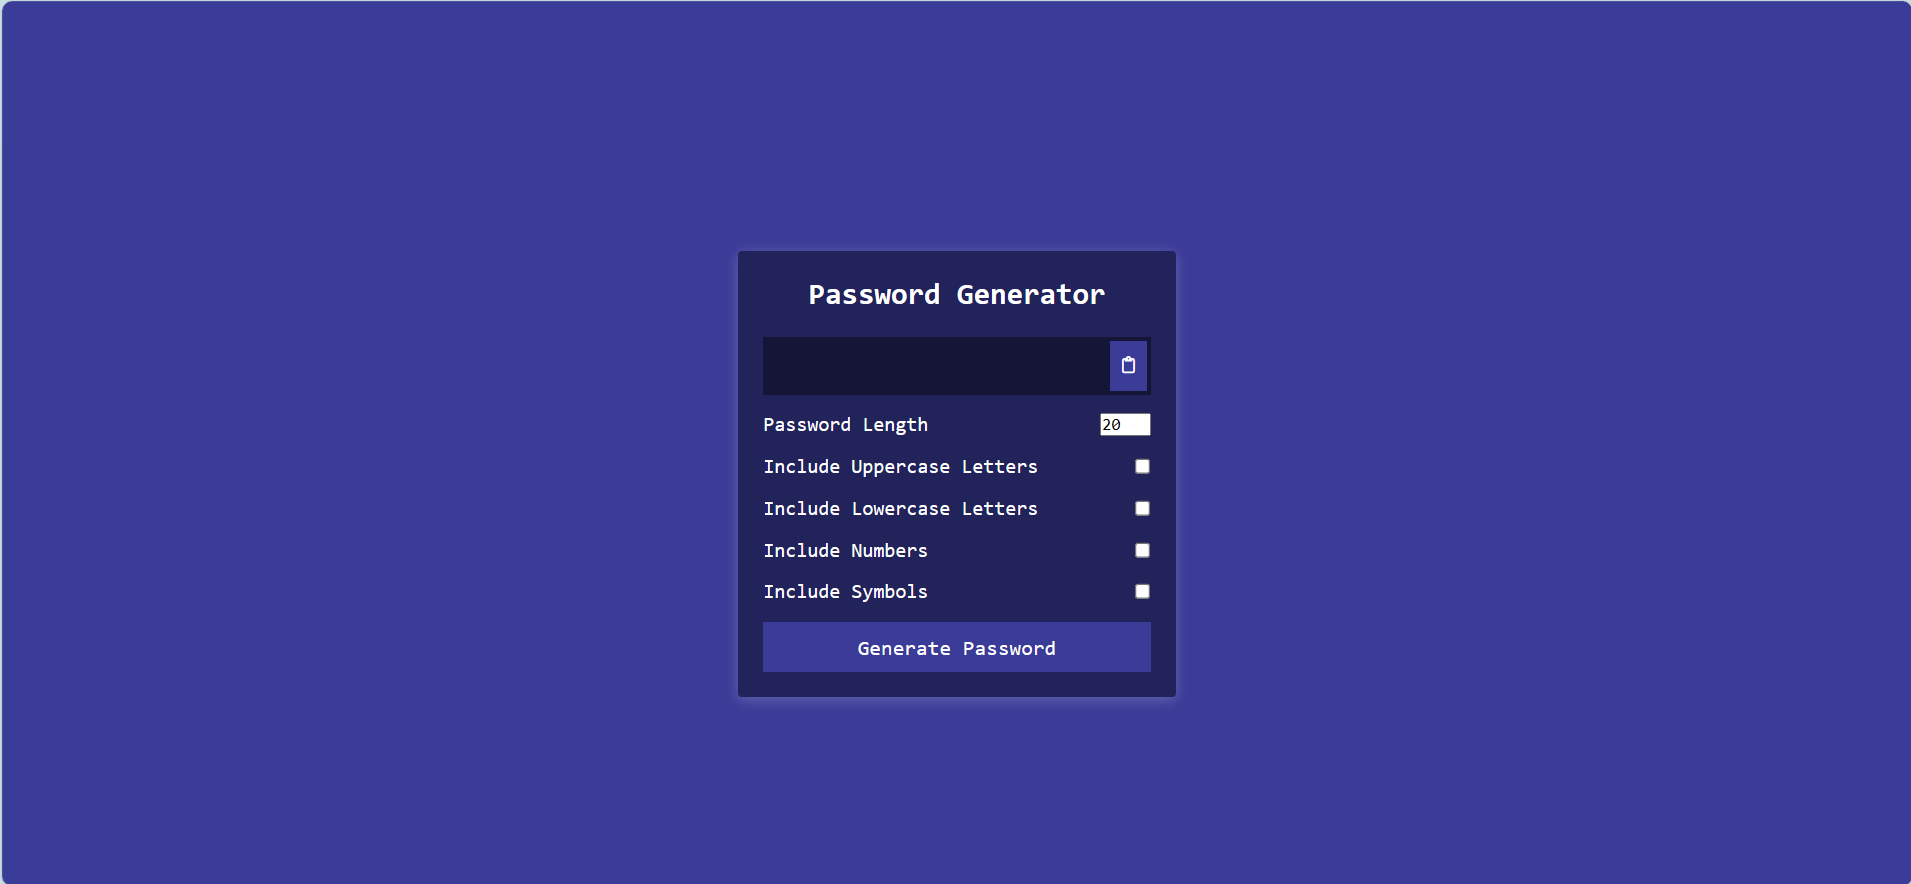 Password Generator
Password Length 20
Include Uppercase Letters
Include Lowercase Letters
Include Numbers
Include Symbols
Generate Password